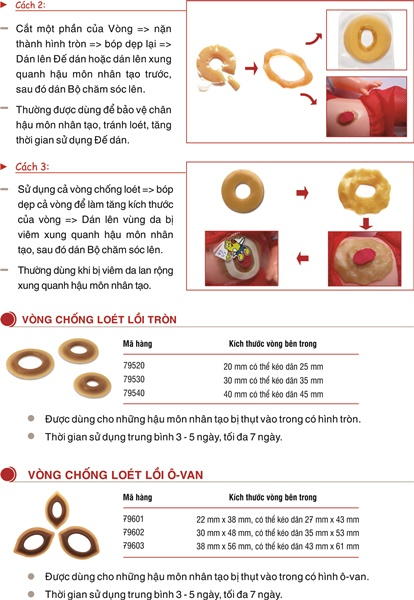 Cách 2:
Cắt một phần của Vòng => nặn
thành hình tròn => bóp dẹp lại =>
Dán lên Đế dán hoặc dán lên xung
quanh hậu môn nhân tạo trước,
sau đó dán Bộ chăm sóc lên.
Thường được dùng để bảo vệ chân
hậu môn nhân tạo, tránh loét, tăng
thời gian sử dụng Đế dán.
Cách 3:
Sử dụng cả vòng chống loét => bóp
dẹp cả vòng để làm tăng kích thước
của vòng => Dán lên vùng da bị
viêm xung quanh hậu môn nhân
tạo, sau đó dán Bộ chăm sóc lên.
Thường dùng khi bị viêm da lan rộng
xung quanh hậu môn nhân tạo.
VÒNG CHỐNG LOÉT LỒI TRÒN
Mã hàng Kích thước vòng bên trong
79520 20 mm có thể kéo dãn 25 mm
79530 30 mm có thể kéo dãn 35 mm
79540 40 mm có thể kéo dãn 45 mm
Được dùng cho những hậu môn nhân tạo bị thụt vào trong có hình tròn.
Thời gian sử dụng trung bình 3 - 5 ngày, tối đa 7 ngày.
VÒNG CHỐNG LOÉT LỒI Ô-VAN
Mã hàng Kích thước vòng bên trong
79601 22 mm x 38 mm, có thể kéo dãn 27 mm x 43 mm
79602 30 mm x 48 mm, có thể kéo dãn 35 mm x 53 mm
79603 38 mm x 56 mm, có thể kéo dãn 43 mm x 61 mm
Được dùng cho những hậu môn nhân tạo bị thụt vào trong có hình ô-van.
Thời gian sử dụng trung bình 3 - 5 ngày, tối đa 7 ngày.